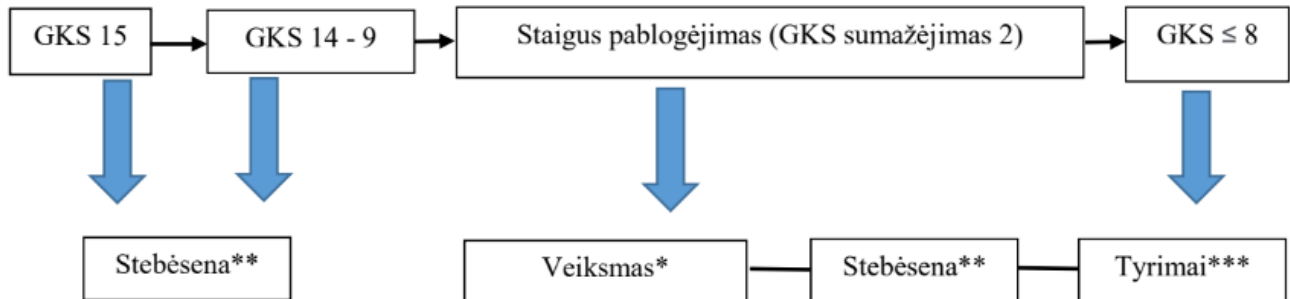 GKS 15
GKS 14 - 9
Staigus pablogėjimas (GKS sumažėjimas 2)
GKS ≤ 8
Stebėsena**
Veiksmas*
Stebėsena**
Tyrimai***